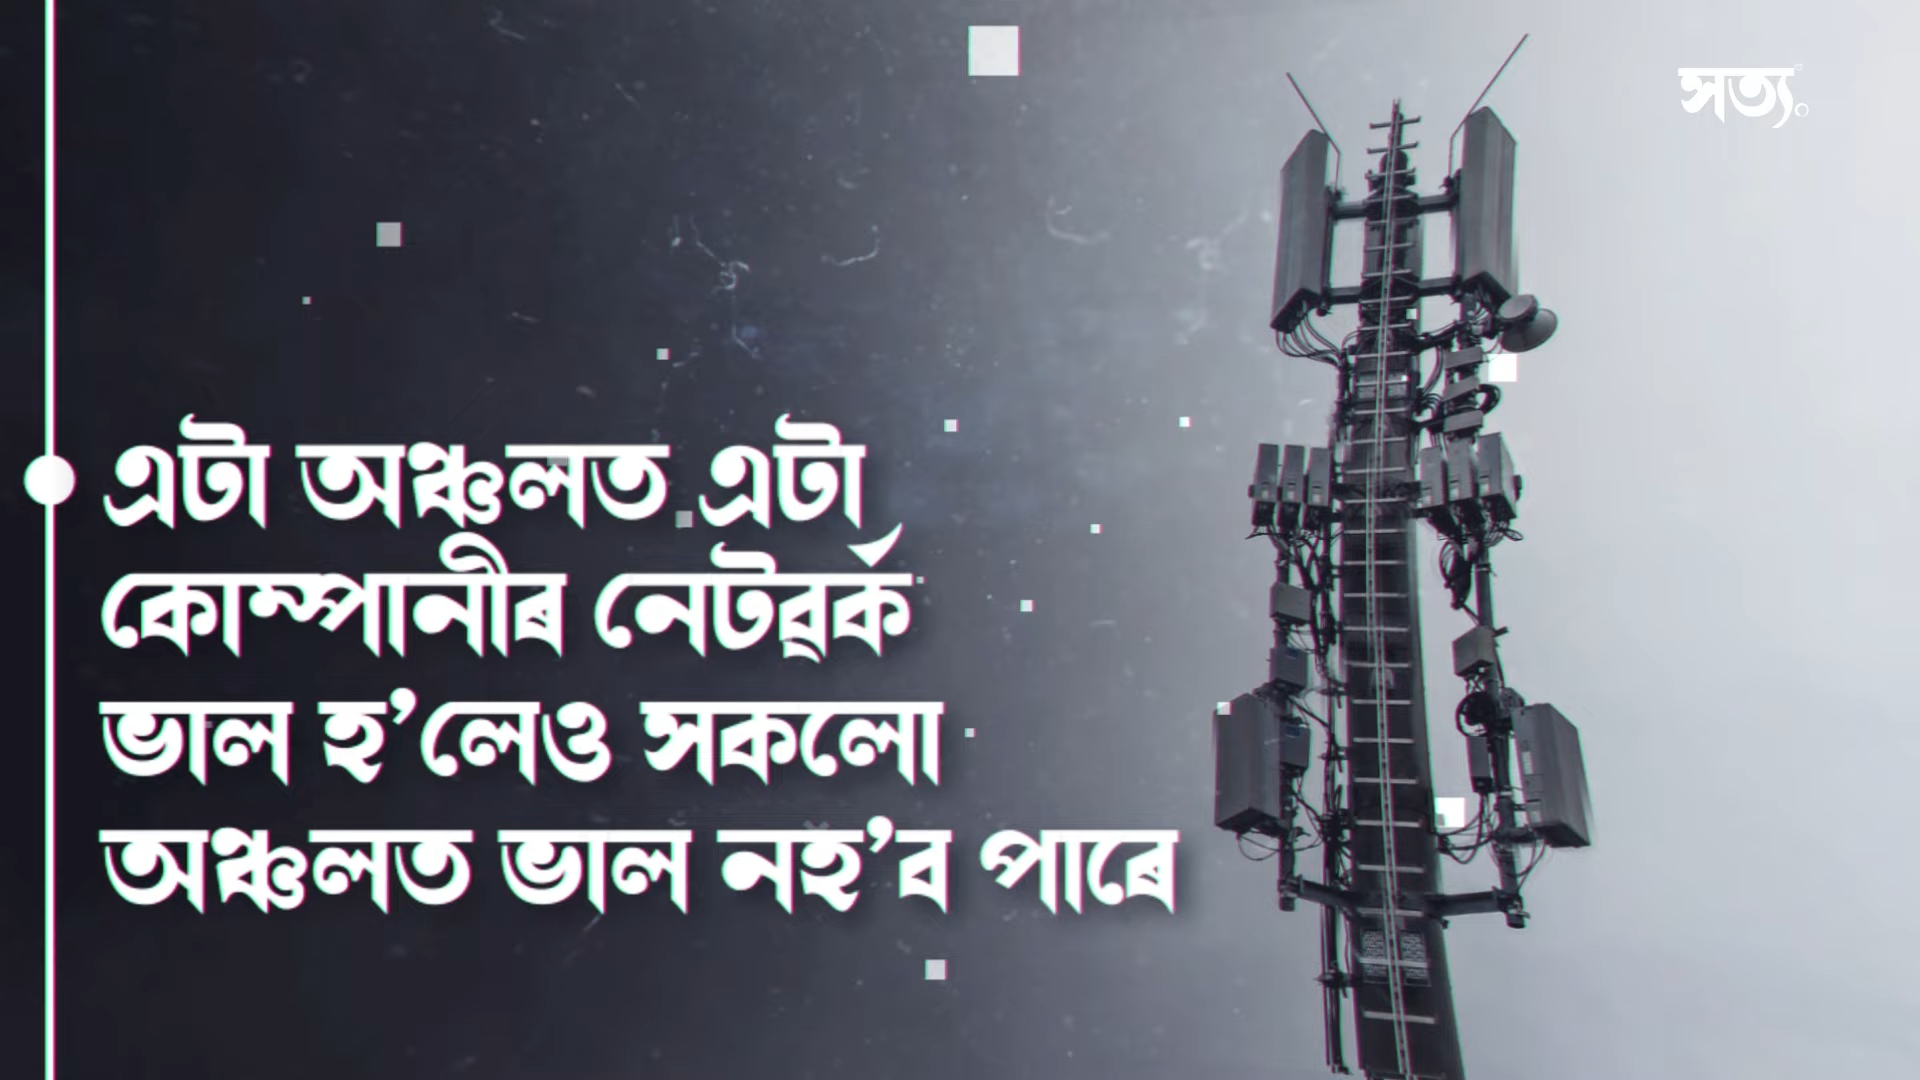 সত্য
এটা অঞ্চলত এটা
কোম্পানীৰ নেটৱৰ্ক
ভাল হ’লেও সকলো
অঞ্চলত ভাল নহ’ব পাৰে